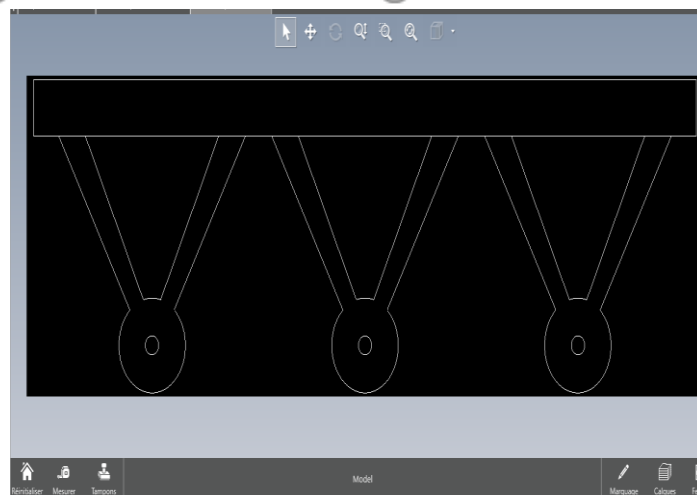 Model
Réinitialiser
Mesurer
Tampons
Marquage
Calques